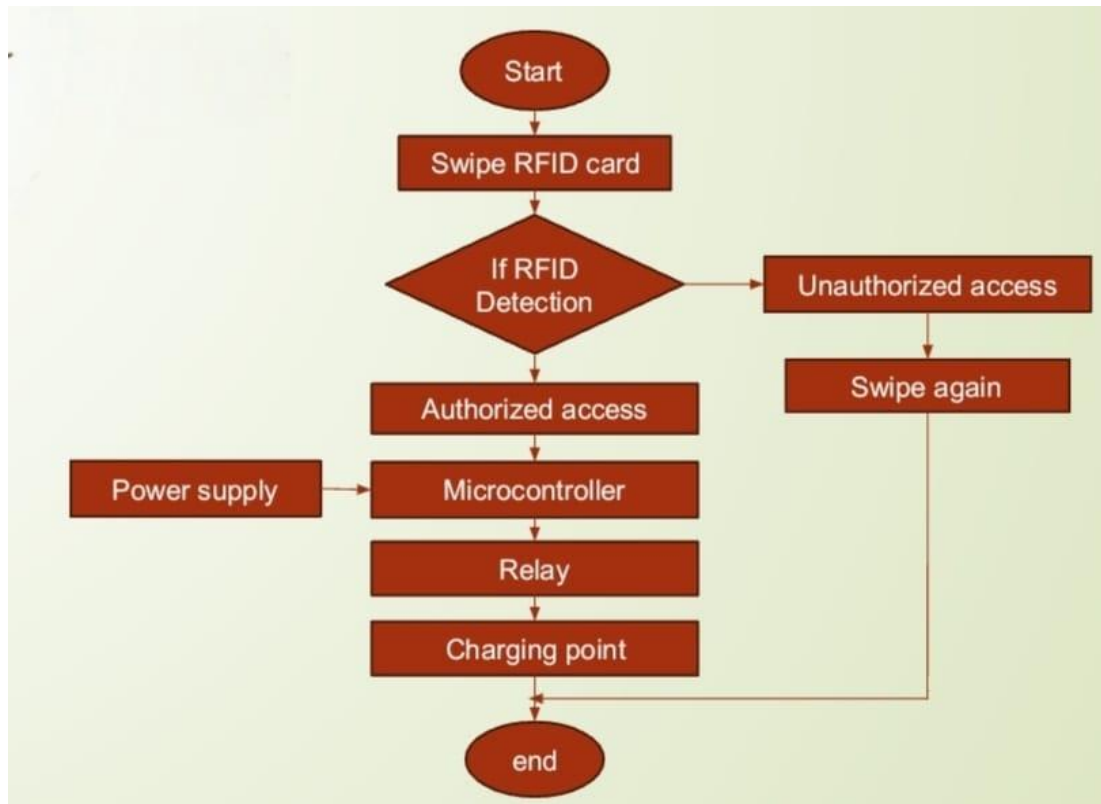 Start
Swipe RFID card
If RFID
Detection
Unauthorized access
Swipe again
Authorized access
Power supply
Microcontroller
Relay
Charging point
end